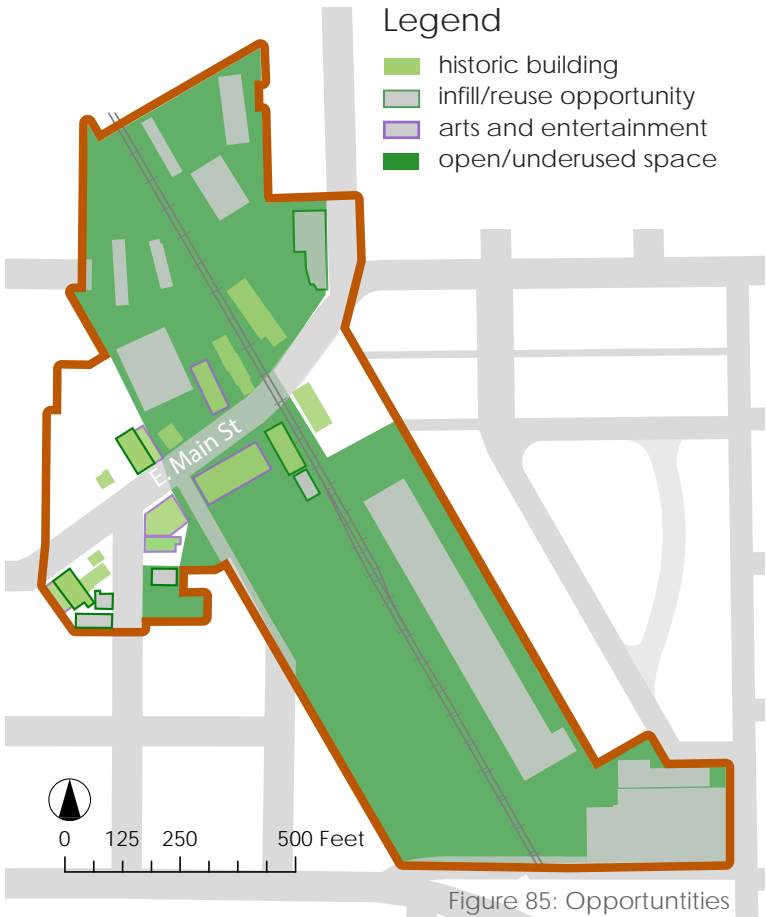 Legend
historic building
infill/reuse opportunity
arts and entertainment
open/underused space
E. Main St
0 125 250 500 Feet
Figure 85: Opportuntities